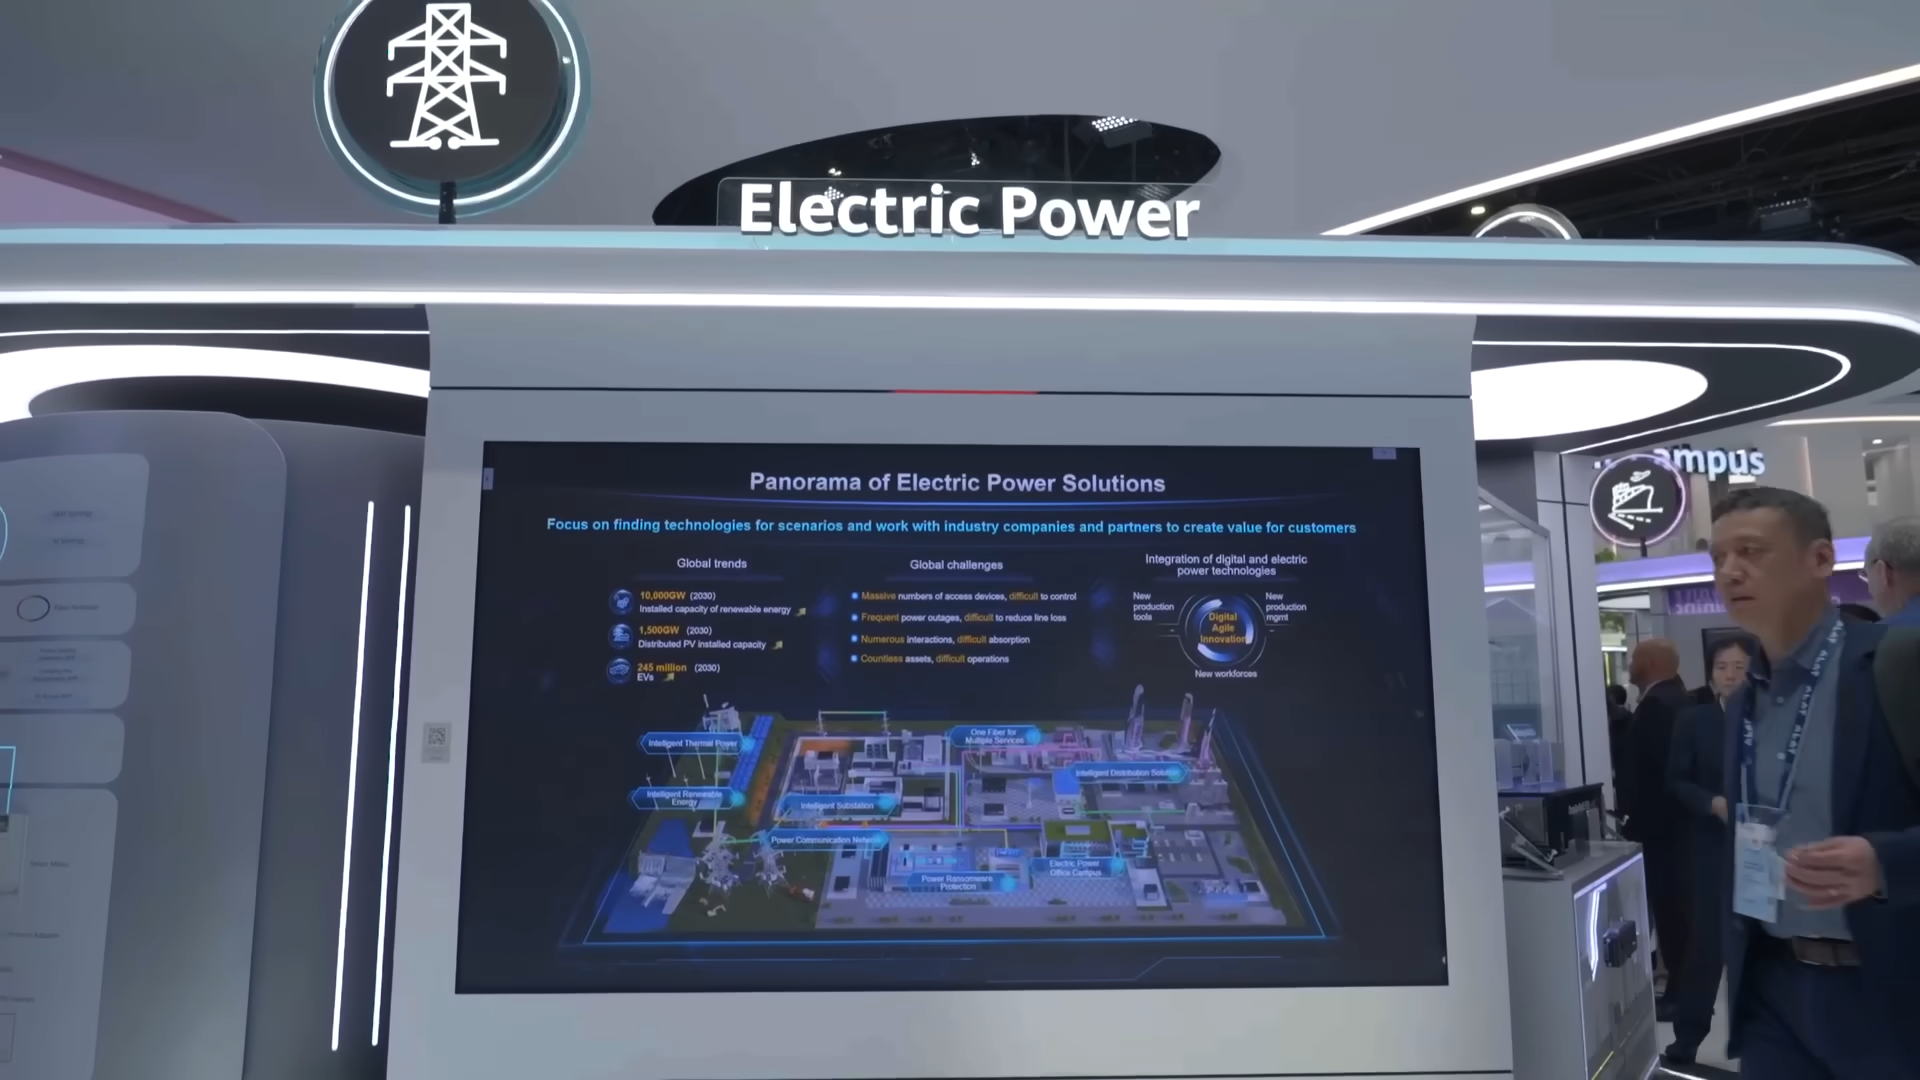 Electric Power
ampus
Panorama of Electric Power Solutions
Focus on finding technologies for scenarios and work with industry companies and partners to create value for customers
Global trends
10,000GW (2030)
Installed capacity of renewable energy
1,500GW (2030)
Distributed PV installed capacity
245 million (2030)
EVs
Global challenges
Massive numbers of access devices, difficult to control
Frequent power outages, difficult to reduce line loss
Numerous interactions, difficult absorption
Countless assets, difficult operations
Integration of digital and electric
power technologies
New
production
tools
Digital
Agile
Innovation
New
production
mgmt
New workforces
Intelligent Thermal Power
One Fiber for
Multiple Services
Intelligent Distribution Solution
Intelligent Renewable
Energy
Intelligent Substation
Power Communication Network
Electric Power
Office Campus
Power Ransomware
Protection